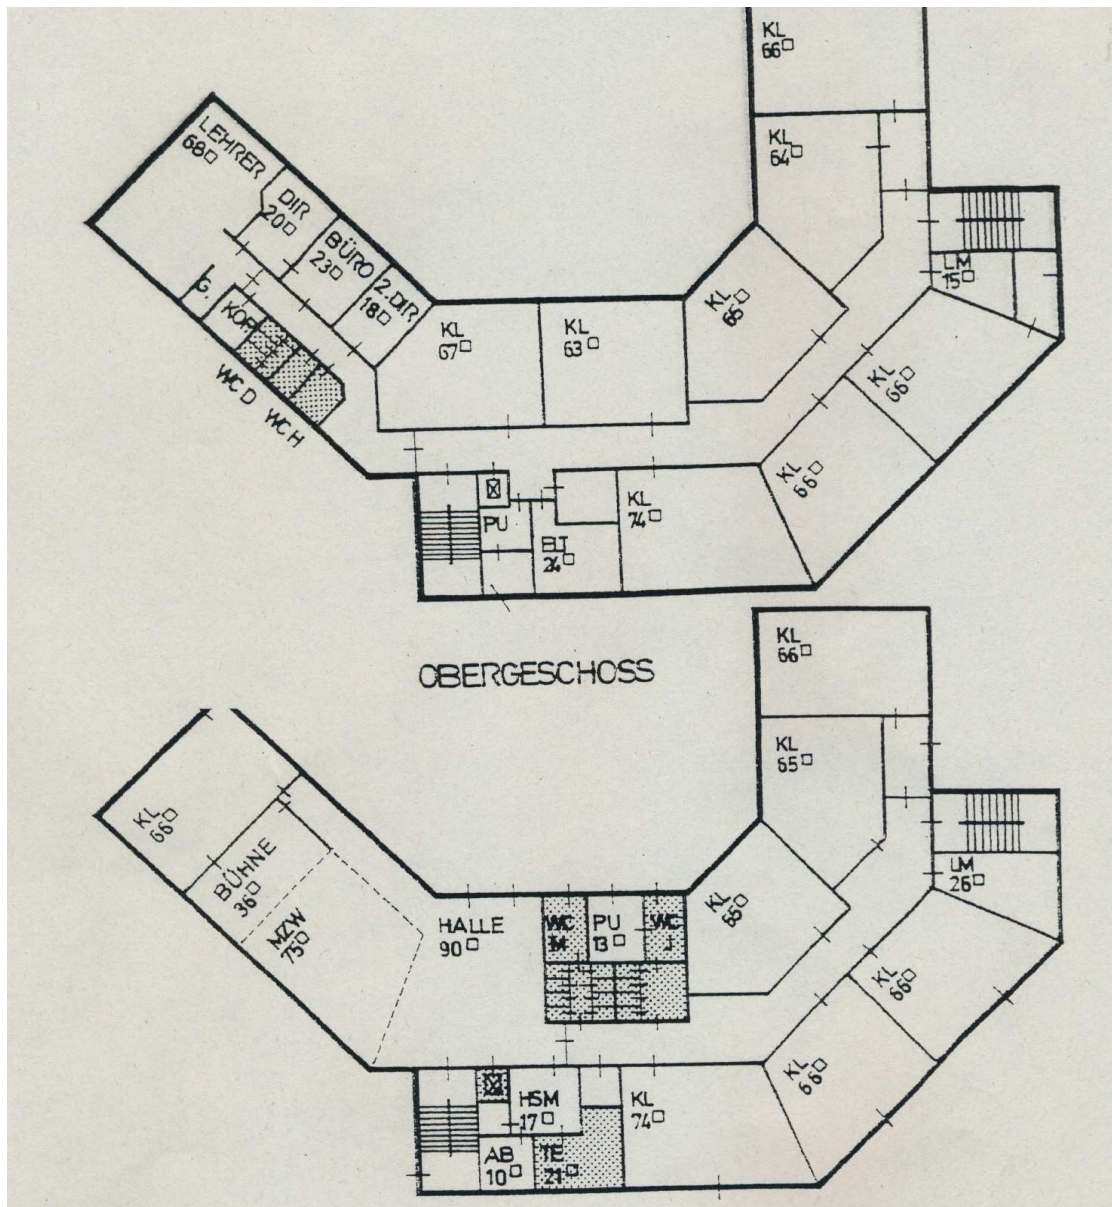 KL
66□
KL
64□
LEHRER
68□
DIR
20□
BÜRO
23□
2.DIR
18□
LM
15□
G.
KOP
KL
67□
KL
63□
KL
65□
KL
66□
WC D
WC H
KL
66□
KL
74□
PU
ELT
24□
OBERGESCHOSS
KL
66□
KL
65□
KL
66□
BÜHNE
36□
MZW
75□
HALLE
90□
WC
M
PU
13□
WC
J
KL
65□
LM
26□
KL
66□
KL
66□
HSM
17□
KL
74□
AB
10□
TE
21□